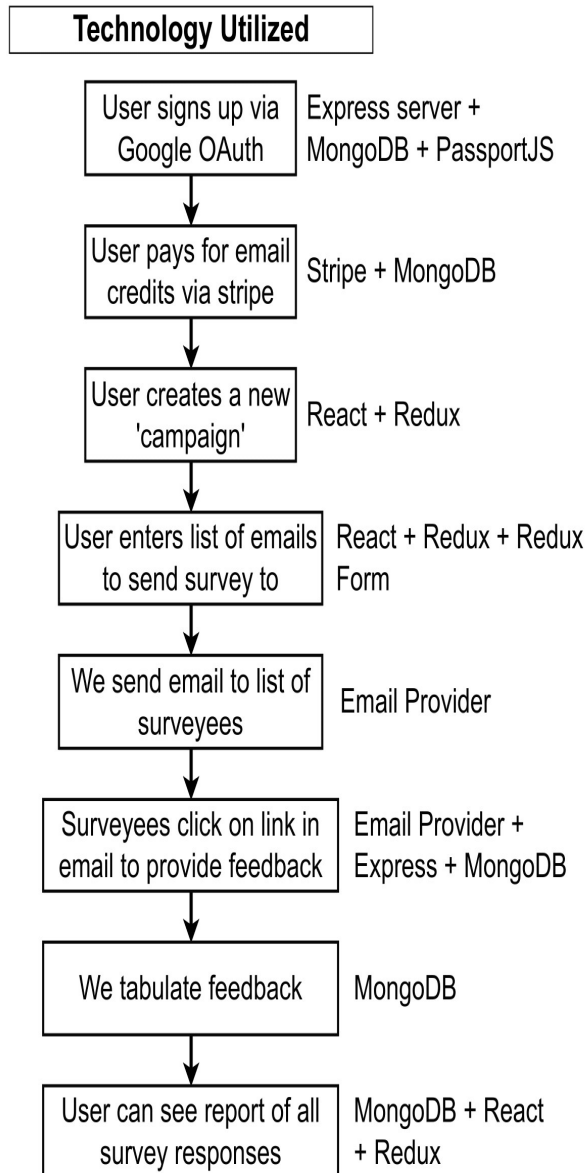 Technology Utilized
User signs up via
Google OAuth
Express server +
MongoDB + PassportJS
User pays for email
credits via stripe
Stripe + MongoDB
User creates a new
'campaign'
React + Redux
User enters list of emails
to send survey to
React + Redux + Redux
Form
We send email to list of
surveyees
Email Provider
Surveyees click on link in
email to provide feedback
Email Provider +
Express + MongoDB
We tabulate feedback
MongoDB
User can see report of all
survey responses
MongoDB + React
+ Redux